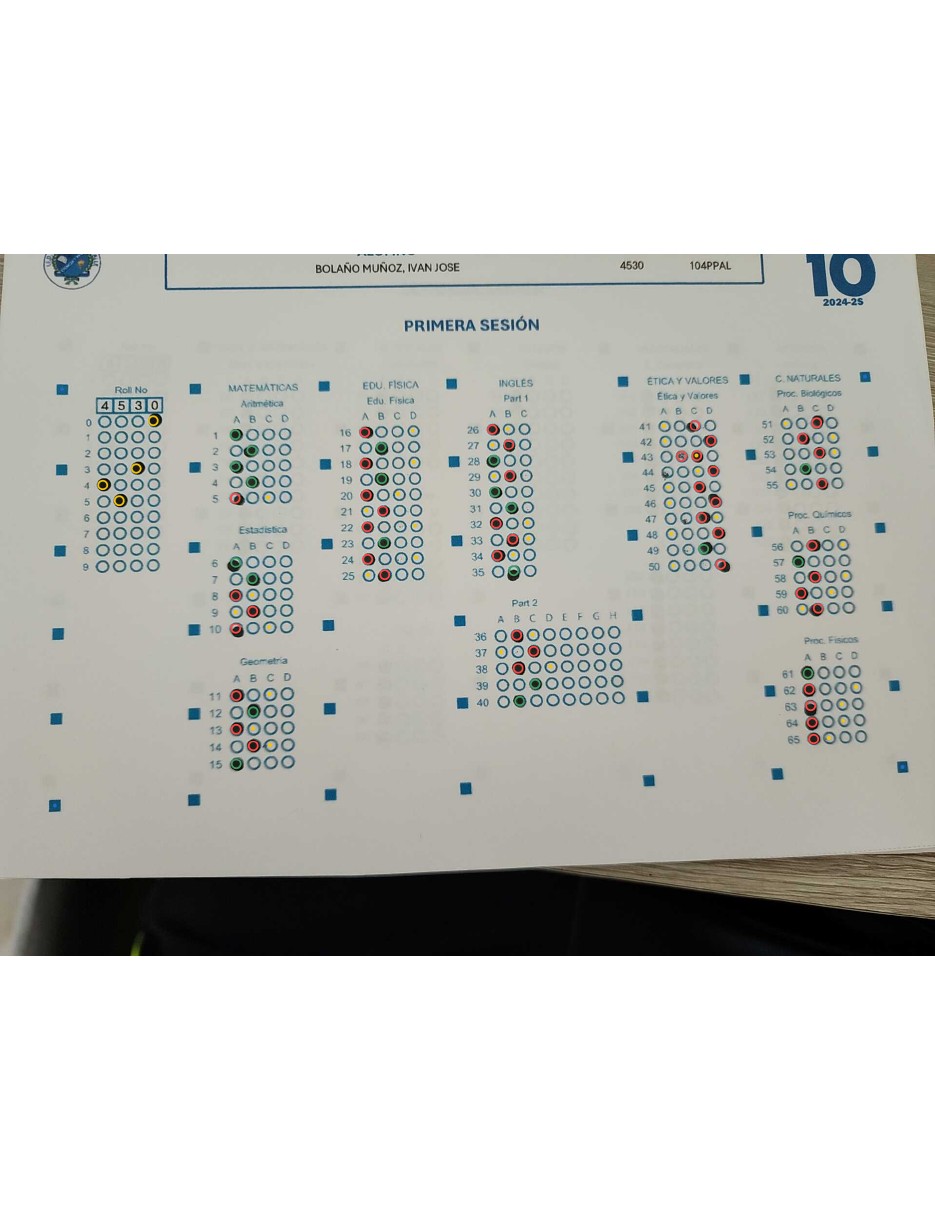 BOLAÑO MUÑOZ, IVAN JOSE 4530 104PPAL
10
2024-2S
PRIMERA SESIÓN
Roll No
4 5 3 0
0
1
2
3
4
5
6
7
8
9
MATEMÁTICAS
Aritmética
A B C D
1
2
3
4
5
Estadística
A B C D
6
7
8
9
10
Geometría
A B C D
11
12
13
14
15
EDU. FÍSICA
Edu. Física
A B C D
16
17
18
19
20
21
22
23
24
25
INGLÉS
Part 1
A B C
26
27
28
29
30
31
32
33
34
35
Part 2
A B C D E F G H
36
37
38
39
40
ÉTICA Y VALORES
Ética y Valores
A B C D
41
42
43
44
45
46
47
48
49
50
C. NATURALES
Proc. Biológicos
A B C D
51
52
53
54
55
Proc. Químicos
A B C D
56
57
58
59
60
Proc. Físicos
A B C D
61
62
63
64
65